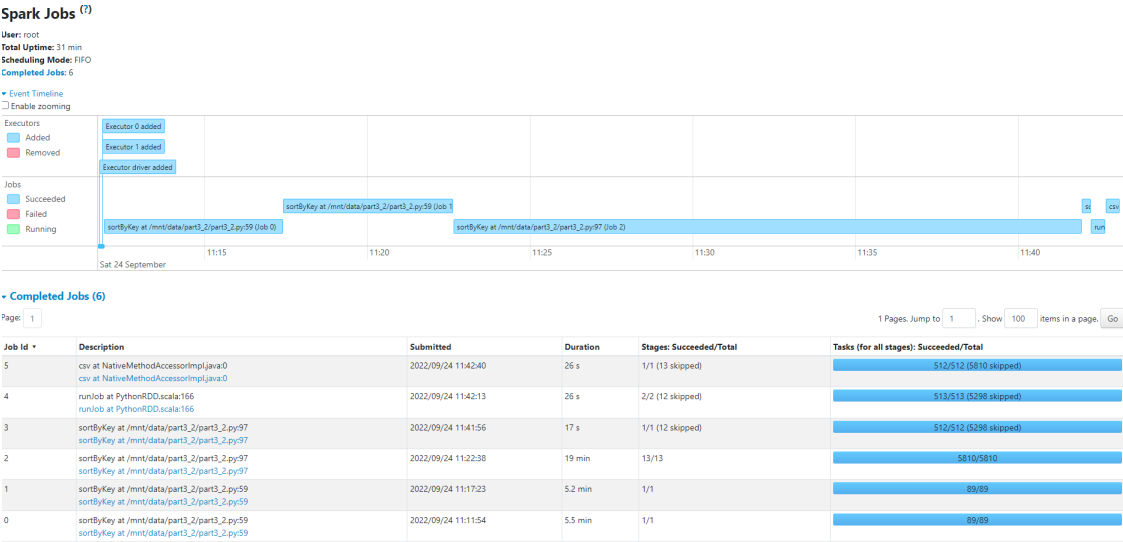 Spark Jobs (?)
User: root
Total Uptime: 31 min
Scheduling Mode: FIFO
Completed Jobs: 6
Event Timeline
Enable zooming
Executors
Added
Removed
Executor 0 added
Executor 1 added
Executor driver added
Jobs
Succeeded
Failed
Running
sortByKey at /mnt/data/part3_2/part3_2.py:59 (Job 1
sortByKey at /mnt/data/part3_2/part3_2.py:59 (Job 0)
sortByKey at /mnt/data/part3_2/part3_2.py:97 (Job 2)
csv
run
11:15 11:20 11:25 11:30 11:35 11:40
Sat 24 September
Completed Jobs (6)
Page: 1 1 Pages. Jump to 1 . Show 100 items in a page. Go
Job Id ▾ Description Submitted Duration Stages: Succeeded/Total Tasks (for all stages): Succeeded/Total
5 csv at NativeMethodAccessorImpl.java:0 2022/09/24 11:42:40 26 s 1/1 (13 skipped) 512/512 (5810 skipped)
csv at NativeMethodAccessorImpl.java:0
4 runJob at PythonRDD.scala:166 2022/09/24 11:42:13 26 s 2/2 (12 skipped) 513/513 (5298 skipped)
runJob at PythonRDD.scala:166
3 sortByKey at /mnt/data/part3_2/part3_2.py:97 2022/09/24 11:41:56 17 s 1/1 (12 skipped) 512/512 (5298 skipped)
sortByKey at /mnt/data/part3_2/part3_2.py:97
2 sortByKey at /mnt/data/part3_2/part3_2.py:97 2022/09/24 11:22:38 19 min 13/13 5810/5810
sortByKey at /mnt/data/part3_2/part3_2.py:97
1 sortByKey at /mnt/data/part3_2/part3_2.py:59 2022/09/24 11:17:23 5.2 min 1/1 89/89
sortByKey at /mnt/data/part3_2/part3_2.py:59
0 sortByKey at /mnt/data/part3_2/part3_2.py:59 2022/09/24 11:11:54 5.5 min 1/1 89/89
sortByKey at /mnt/data/part3_2/part3_2.py:59